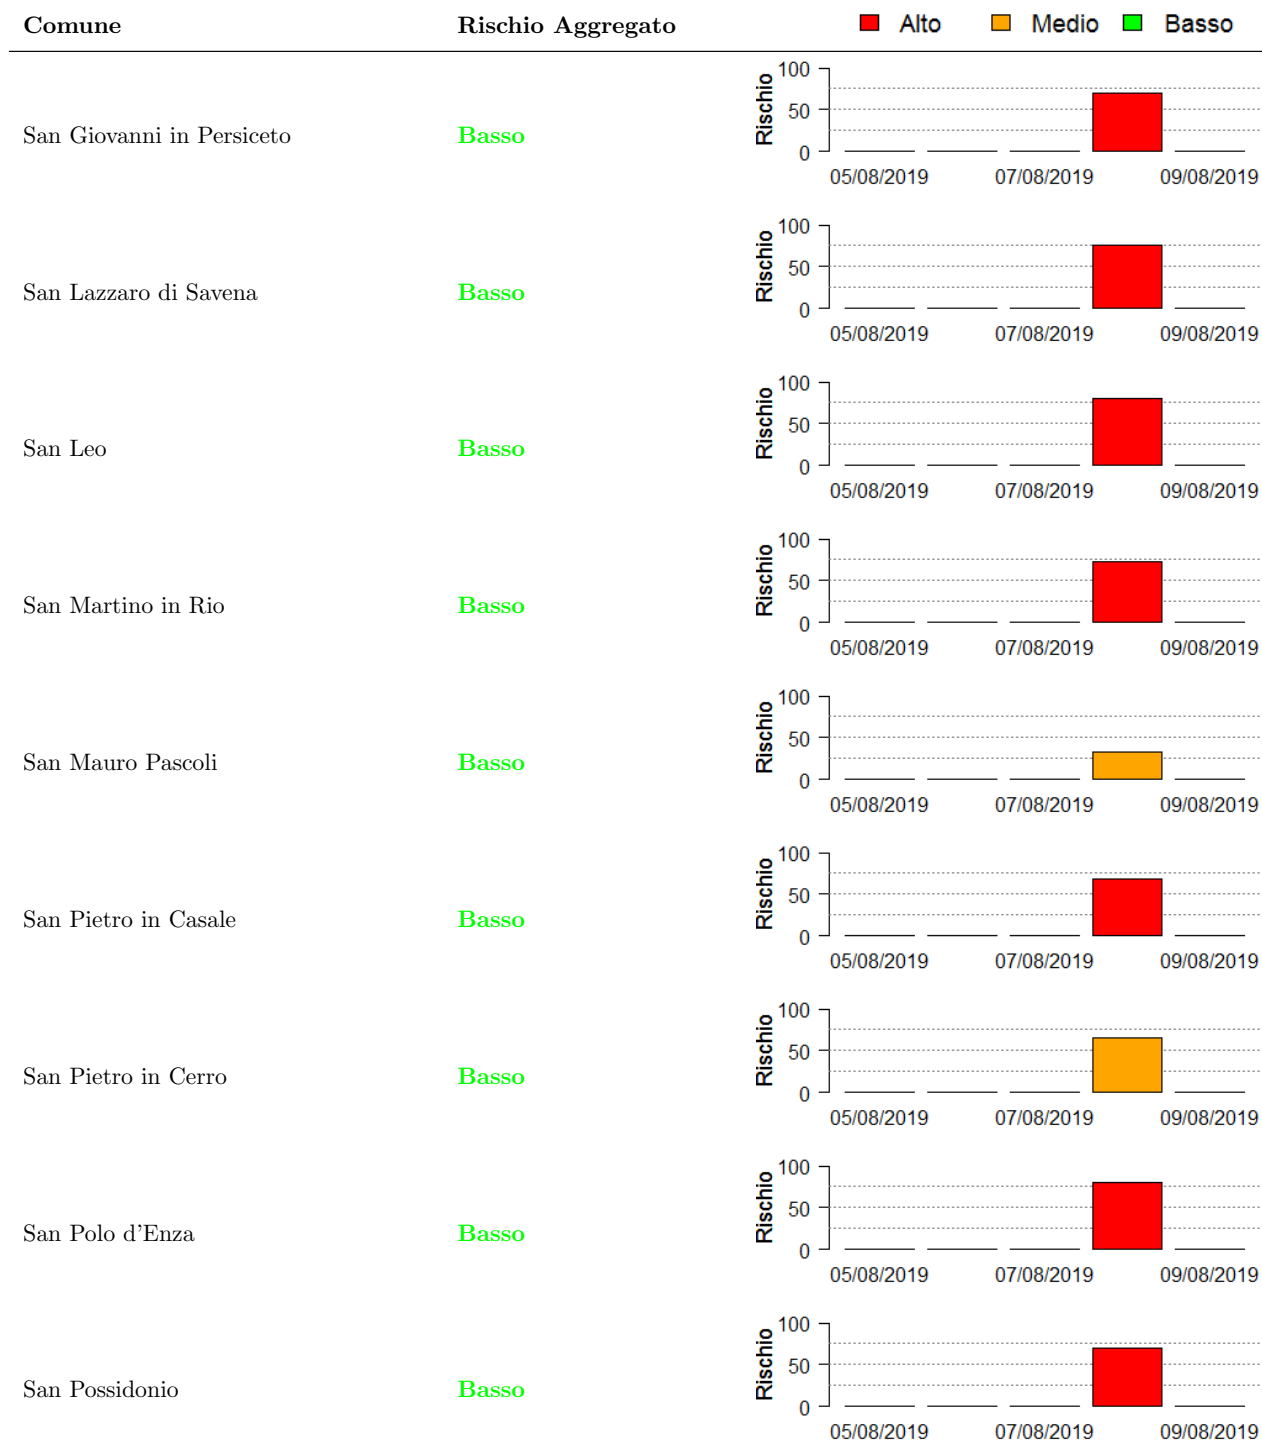 Comune Rischio Aggregato Alto Medio Basso
San Giovanni in Persiceto Basso Rischio 100 50 0
05/08/2019 07/08/2019 09/08/2019
San Lazzaro di Savena Basso Rischio 100 50 0
05/08/2019 07/08/2019 09/08/2019
San Leo Basso Rischio 100 50 0
05/08/2019 07/08/2019 09/08/2019
San Martino in Rio Basso Rischio 100 50 0
05/08/2019 07/08/2019 09/08/2019
San Mauro Pascoli Basso Rischio 100 50 0
05/08/2019 07/08/2019 09/08/2019
San Pietro in Casale Basso Rischio 100 50 0
05/08/2019 07/08/2019 09/08/2019
San Pietro in Cerro Basso Rischio 100 50 0
05/08/2019 07/08/2019 09/08/2019
San Polo d'Enza Basso Rischio 100 50 0
05/08/2019 07/08/2019 09/08/2019
San Possidonio Basso Rischio 100 50 0
05/08/2019 07/08/2019 09/08/2019